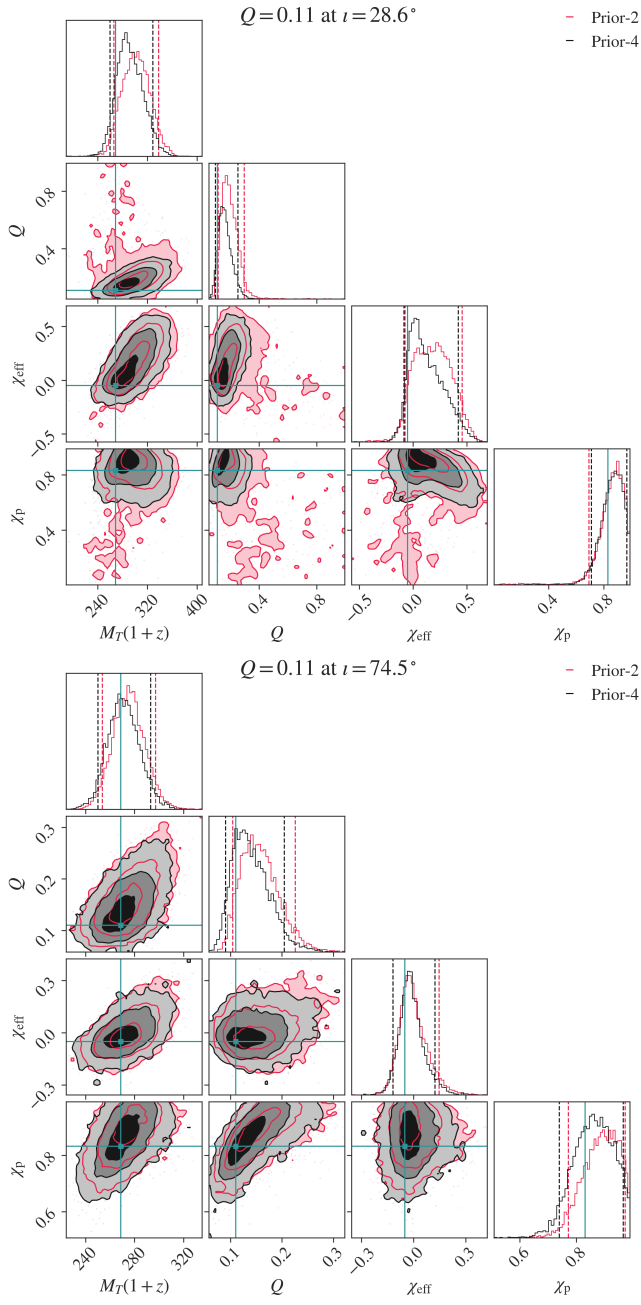 Q = 0.11 at ι = 28.6°
Prior-2
Prior-4
Q
0.8
0.4
χeff
0.5
0.0
−0.5
χp
0.8
0.4
240 320 400
0.4 0.8
−0.5 0.0 0.5
0.4 0.8
M_T(1+z)
Q
χeff
χp
Q = 0.11 at ι = 74.5°
Prior-2
Prior-4
Q
0.3
0.2
0.1
χeff
0.3
0.0
−0.3
χp
0.8
0.6
240 280 320
0.1 0.2 0.3
−0.3 0.0 0.3
0.6 0.8
M_T(1+z)
Q
χeff
χp